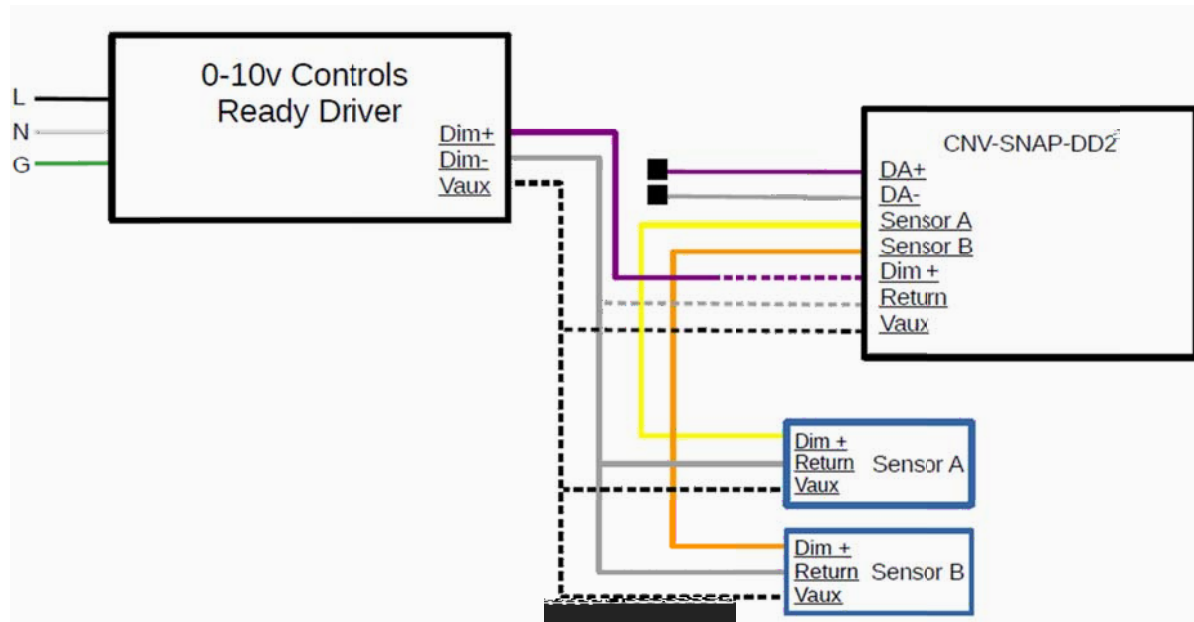 0-10v Controls
Ready Driver
L
N
G
Dim+
Dim-
Vaux
CNV-SNAP-DD2
DA+
DA-
Sensor A
Sensor B
Dim +
Return
Vaux
Dim +
Return
Vaux
Sensor A
Dim +
Return
Vaux
Sensor B